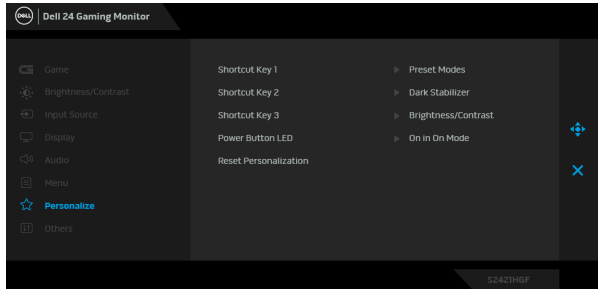 DELL Dell 24 Gaming Monitor
Game
Brightness/Contrast
Input Source
Display
Audio
Menu
Personalize
Others
Shortcut Key 1 Preset Modes
Shortcut Key 2 Dark Stabilizer
Shortcut Key 3 Brightness/Contrast
Power Button LED On in On Mode
Reset Personalization
S2421HGF